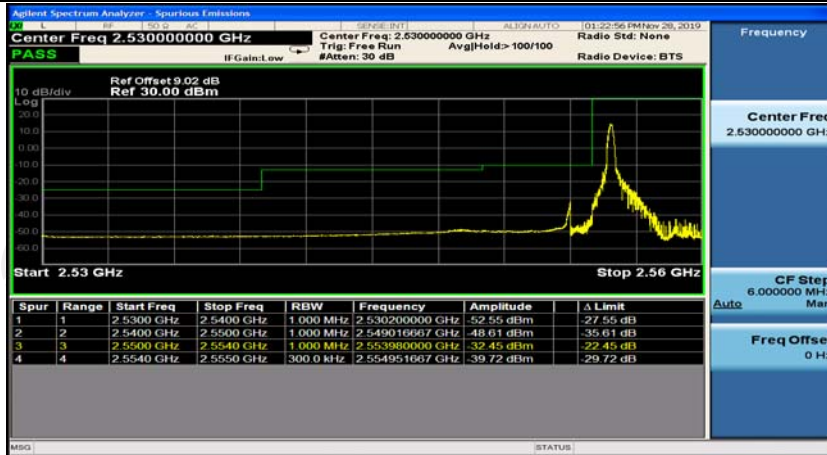 Agilent Spectrum Analyzer - Spurious Emissions
L RF 50 Ω AC SENSE:INT ALIGN AUTO 01:22:56 PM Nov 28, 2019
Center Freq 2.530000000 GHz Center Freq: 2.530000000 GHz Radio Std: None Frequency
Trig: Free Run Avg|Hold:> 100/100
PASS IFGain:Low #Atten: 30 dB Radio Device: BTS
Ref Offset 9.02 dB
10 dB/div Ref 30.00 dBm
Log
20.0
10.0
0.00
-10.0
-20.0
-30.0
-40.0
-50.0
-60.0
Center Freq
2.530000000 GHz
Start 2.53 GHz Stop 2.56 GHz
CF Step
6.000000 MH
Auto Man
Spur Range Start Freq Stop Freq RBW Frequency Amplitude Δ Limit
1 1 2.5300 GHz 2.5400 GHz 1.000 MHz 2.530200000 GHz -52.55 dBm -27.55 dB
2 2 2.5400 GHz 2.5500 GHz 1.000 MHz 2.549016667 GHz -48.61 dBm -35.61 dB
3 3 2.5500 GHz 2.5540 GHz 1.000 MHz 2.553980000 GHz -32.45 dBm -22.45 dB
4 4 2.5540 GHz 2.5550 GHz 300.0 kHz 2.554951667 GHz -39.72 dBm -29.72 dB
Freq Offse
0 H
MSG STATUS